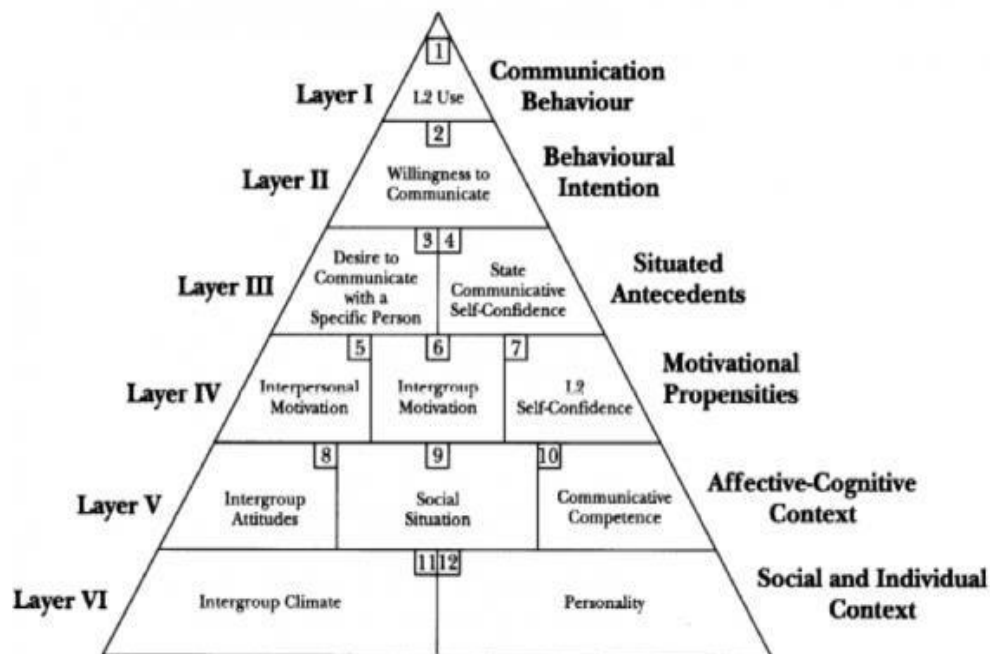 1
Layer I
L2 Use
Communication
Behaviour
2
Layer II
Willingness to
Communicate
Behavioural
Intention
3 4
Layer III
Desire to
Communicate
with a
Specific Person
State
Communicative
Self-Confidence
Situated
Antecedents
5 6 7
Layer IV
Interpersonal
Motivation
Intergroup
Motivation
L2
Self-Confidence
Motivational
Propensities
8 9 10
Layer V
Intergroup
Attitudes
Social
Situation
Communicative
Competence
Affective-Cognitive
Context
11 12
Layer VI
Intergroup Climate
Personality
Social and Individual
Context